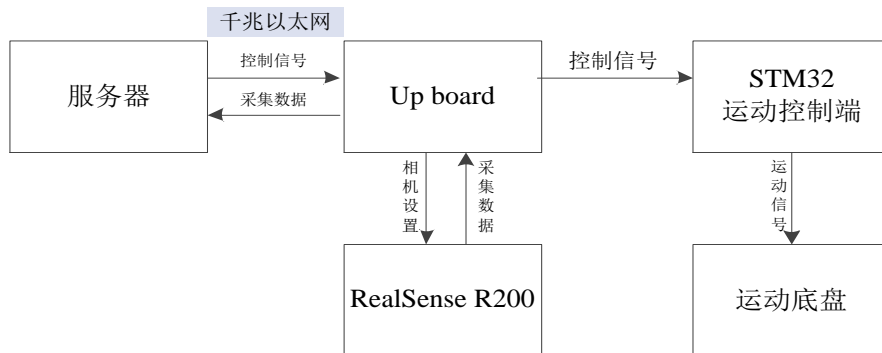 千兆以太网
服务器
控制信号
采集数据
Up board
控制信号
STM32
运动控制端
相机设置
采集数据
运动信号
RealSense R200
运动底盘